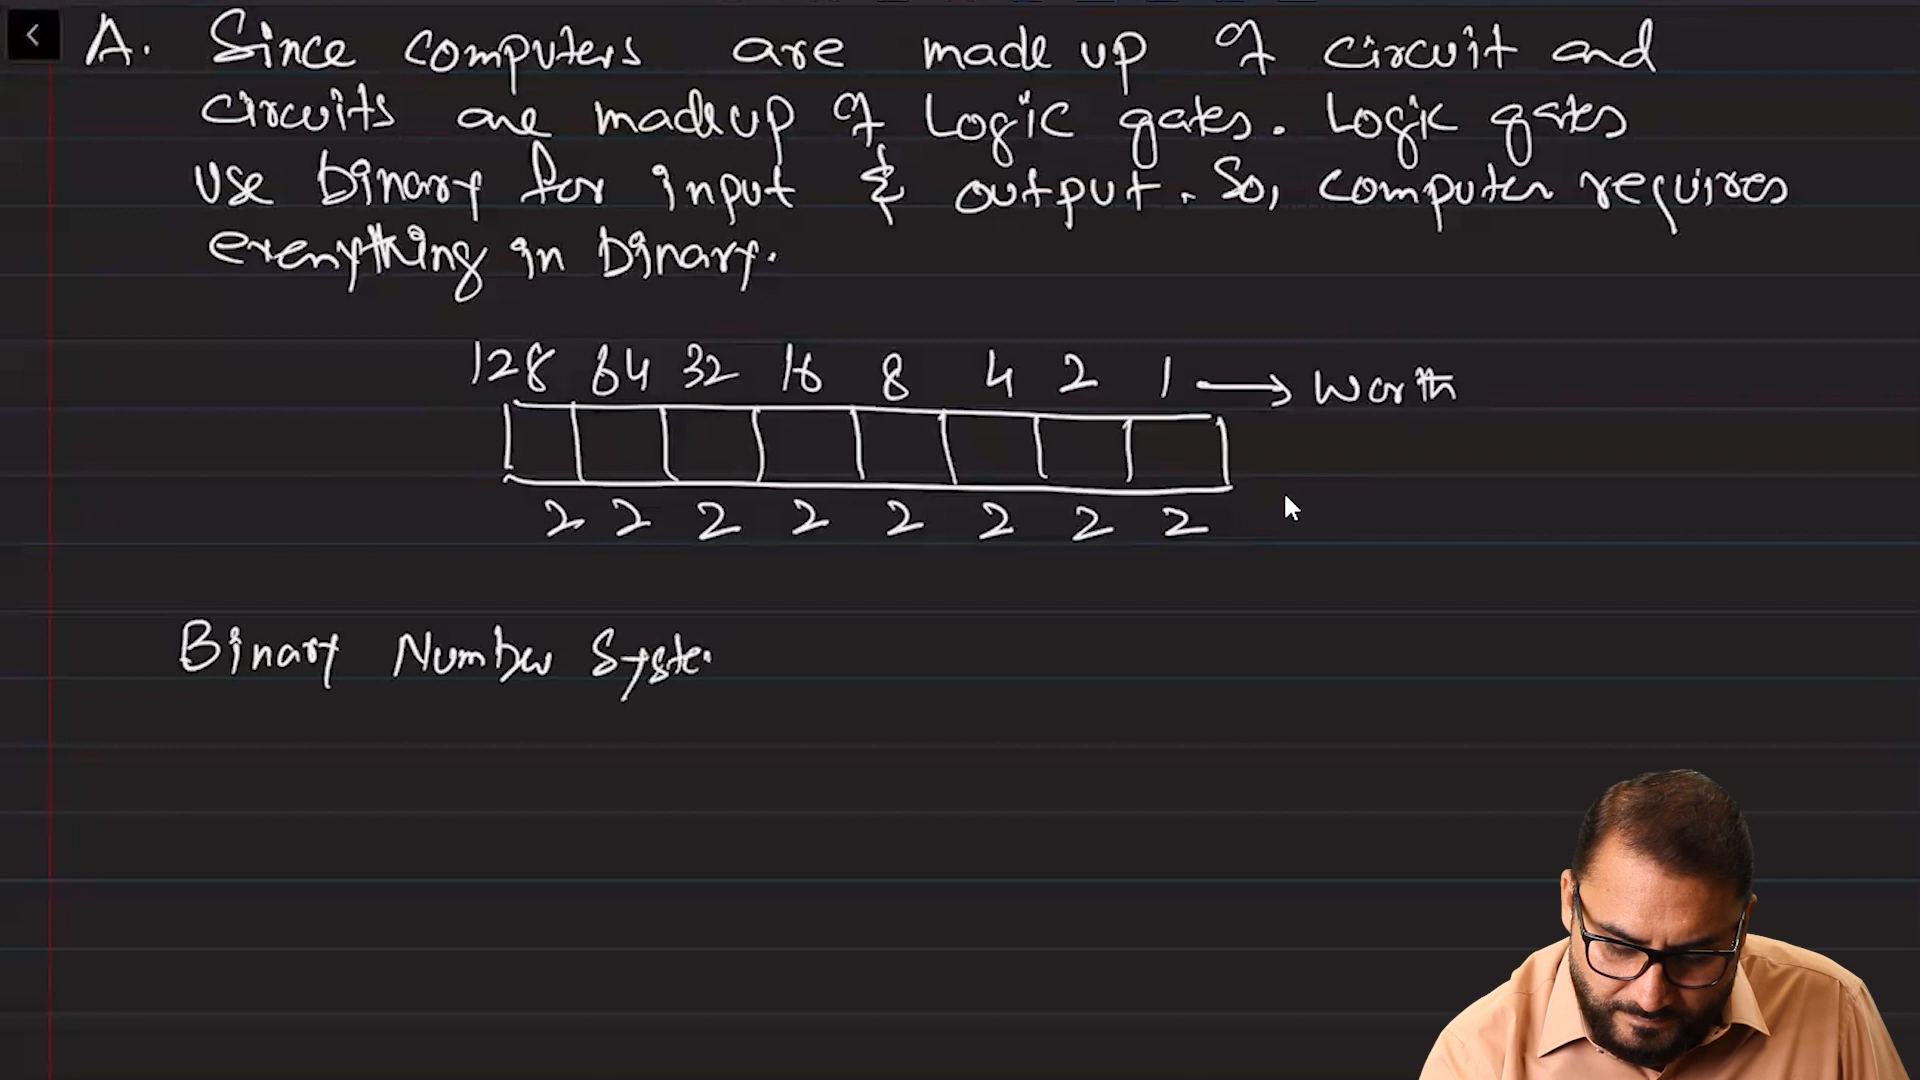 A. Since computers are made up of circuit and
circuits are made up of Logic gates. Logic gates
use binary for input & output. So, computer requires
everything in binary.
128 64 32 16 8 4 2 1 → Worth
2 2 2 2 2 2 2 2
Binary Number Syste